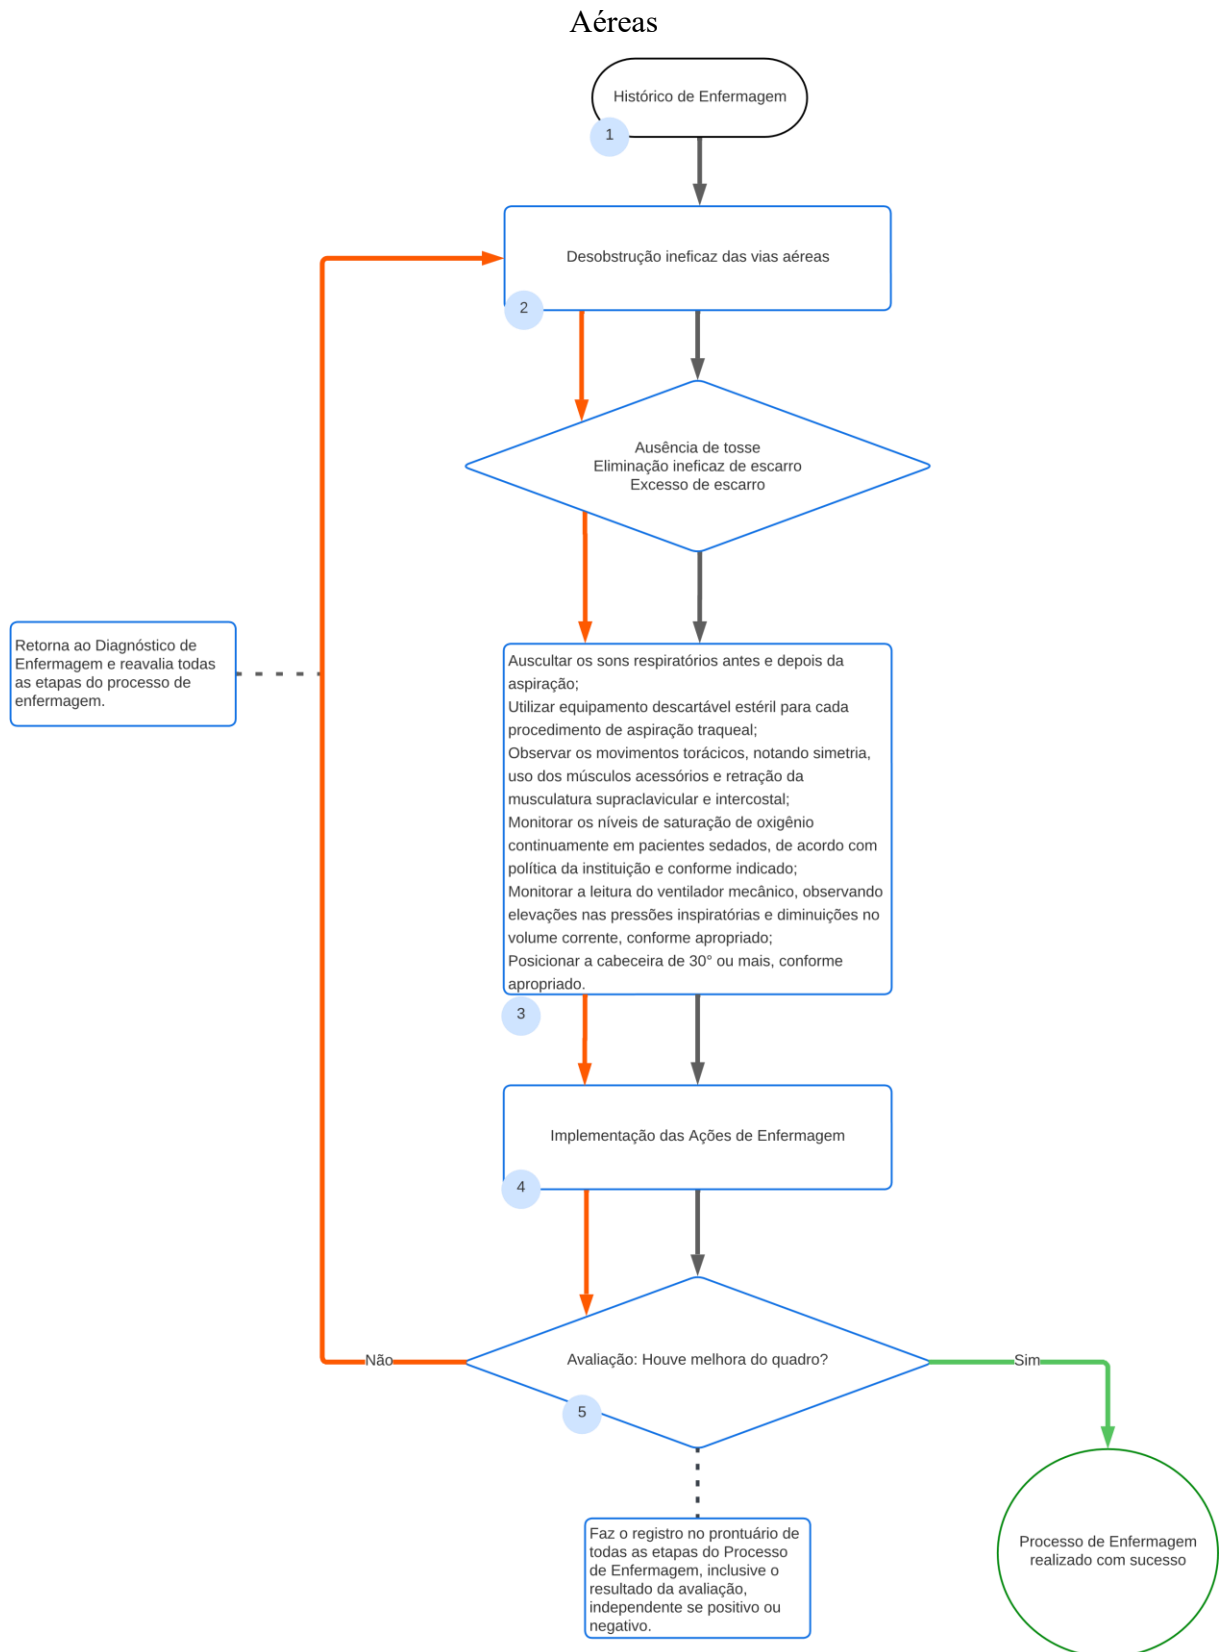 Aéreas
Histórico de Enfermagem
1
Desobstrução ineficaz das vias aéreas
2
Ausência de tosse
Eliminação ineficaz de escarro
Excesso de escarro
Retorna ao Diagnóstico de
Enfermagem e reavalia todas
as etapas do processo de
enfermagem.
Auscultar os sons respiratórios antes e depois da
aspiração;
Utilizar equipamento descartável estéril para cada
procedimento de aspiração traqueal;
Observar os movimentos torácicos, notando simetria,
uso dos músculos acessórios e retração da
musculatura supraclavicular e intercostal;
Monitorar os níveis de saturação de oxigênio
continuamente em pacientes sedados, de acordo com
política da instituição e conforme indicado;
Monitorar a leitura do ventilador mecânico, observando
elevações nas pressões inspiratórias e diminuições no
volume corrente, conforme apropriado;
Posicionar a cabeceira de 30° ou mais, conforme
apropriado.
3
Implementação das Ações de Enfermagem
4
Não
Avaliação: Houve melhora do quadro?
Sim
5
Faz o registro no prontuário de
todas as etapas do Processo
de Enfermagem, inclusive o
resultado da avaliação,
independente se positivo ou
negativo.
Processo de Enfermagem
realizado com sucesso